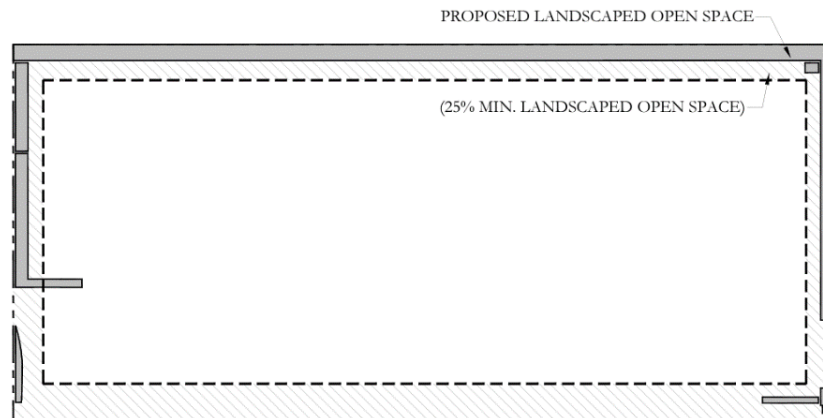 PROPOSED LANDSCAPED OPEN SPACE
(25% MIN. LANDSCAPED OPEN SPACE)